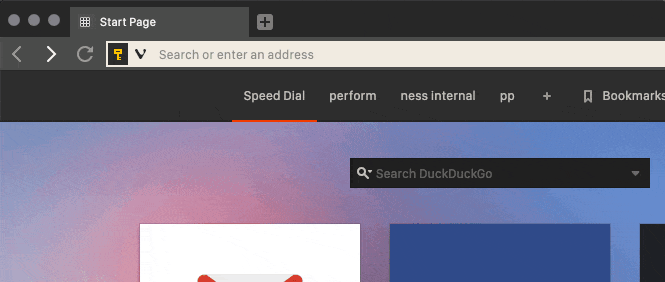 Start Page
Search or enter an address
Speed Dial perform ness internal pp + Bookmarks
Search DuckDuckGo